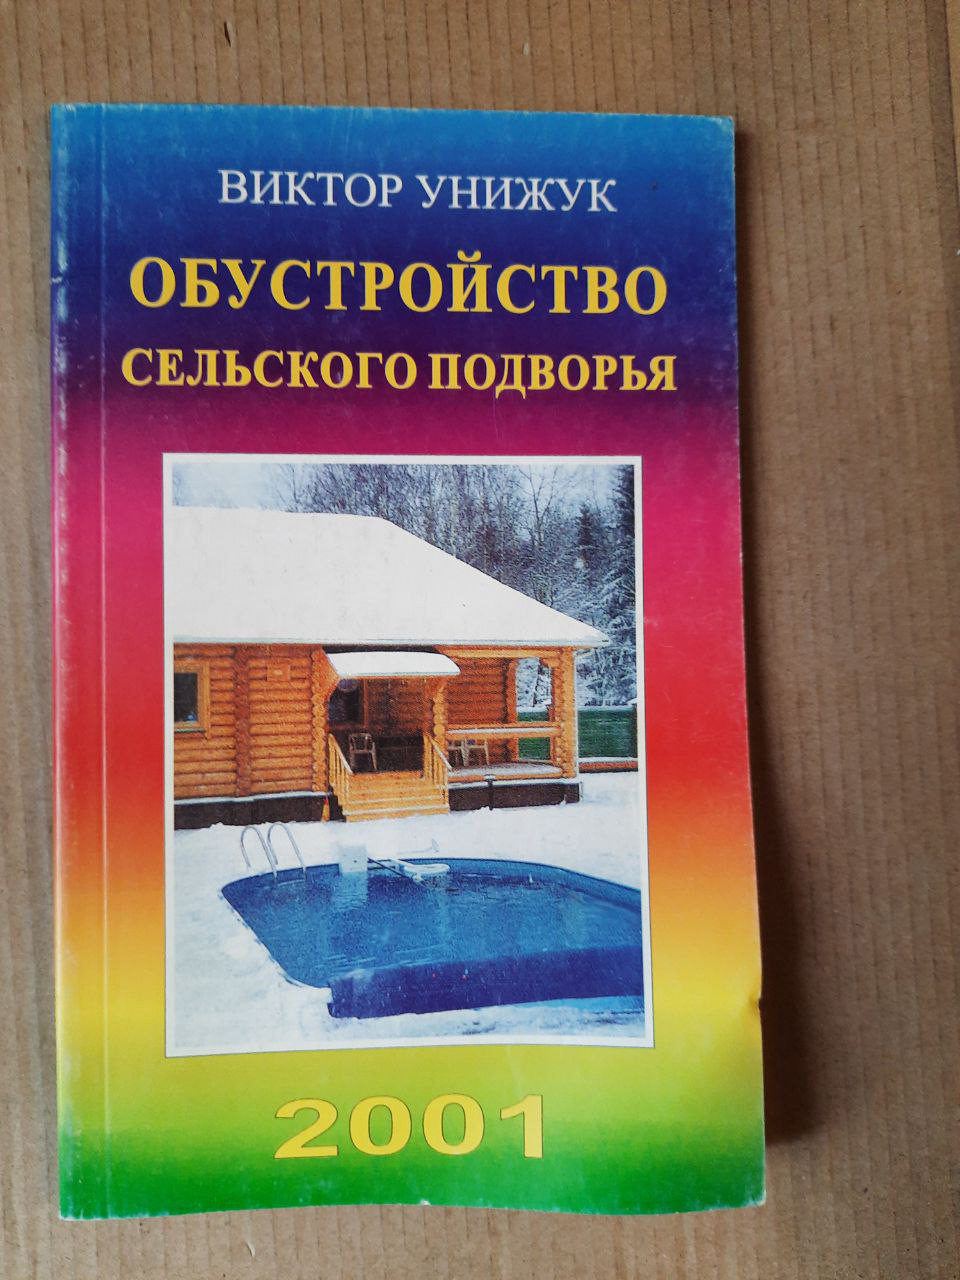 ВИКТОР УНИЖУК
ОБУСТРОЙСТВО
СЕЛЬСКОГО ПОДВОРЬЯ
2001